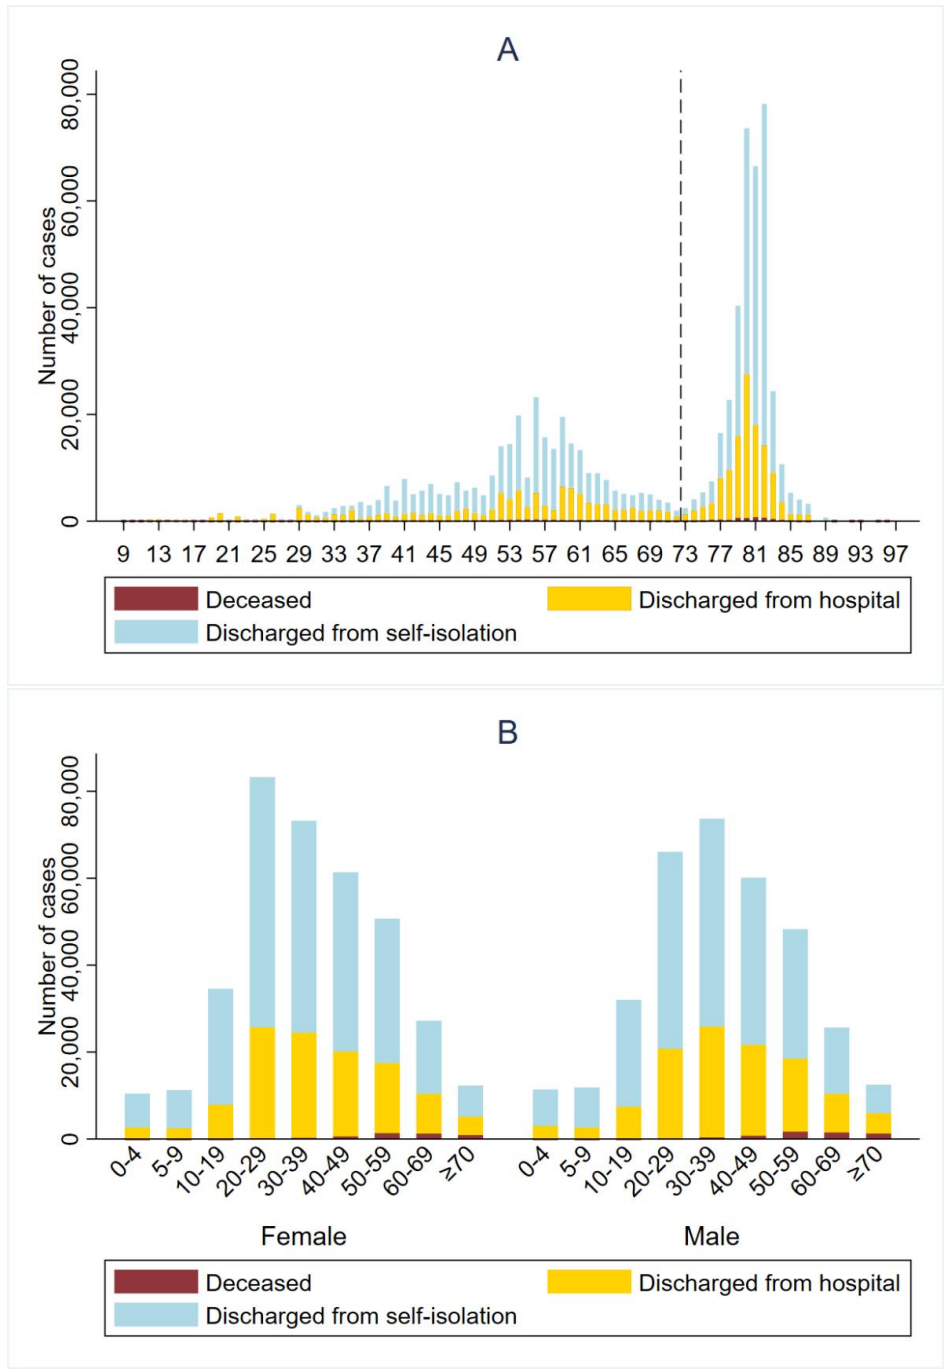 A
Number of cases
80,000
60,000
40,000
20,000
0
9 13 17 21 25 29 33 37 41 45 49 53 57 61 65 69 73 77 81 85 89 93 97
Deceased Discharged from hospital
Discharged from self-isolation
B
Number of cases
80,000
60,000
40,000
20,000
0
0-4 5-9 10-19 20-29 30-39 40-49 50-59 60-69 ≥70 0-4 5-9 10-19 20-29 30-39 40-49 50-59 60-69 ≥70
Female Male
Deceased Discharged from hospital
Discharged from self-isolation